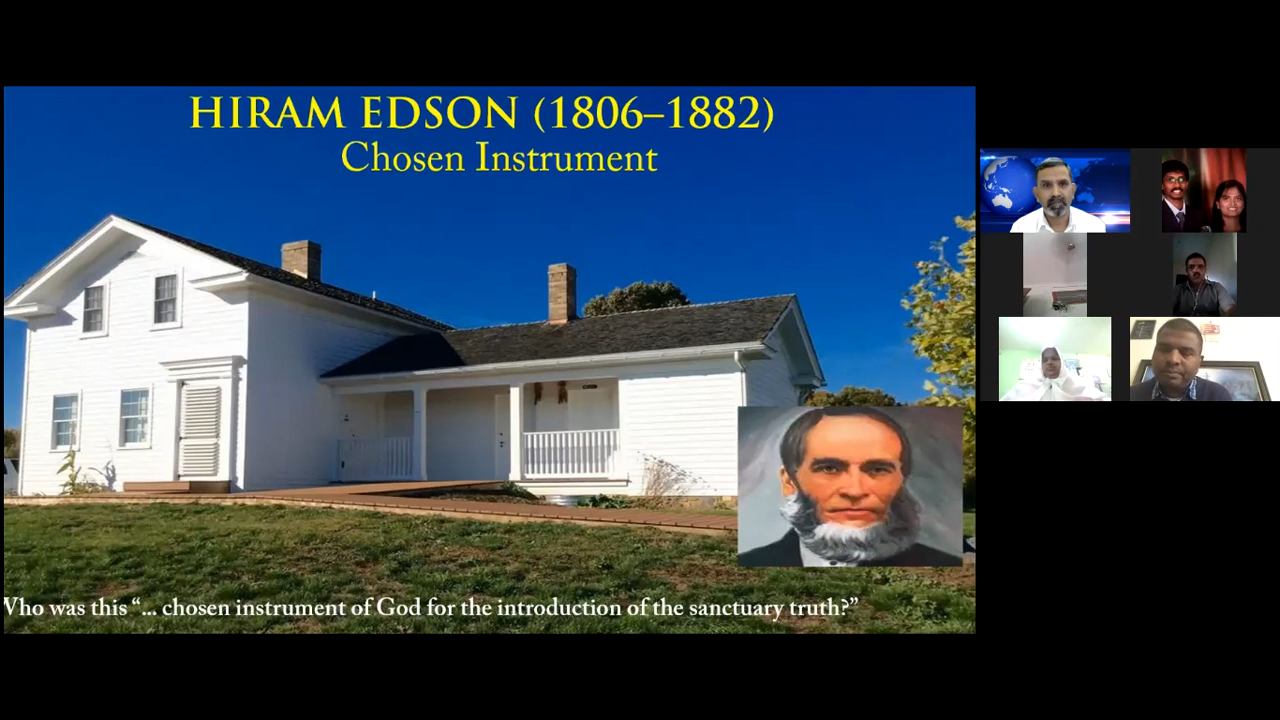 HIRAM EDSON (1806–1882)
Chosen Instrument
Who was this “... chosen instrument of God for the introduction of the sanctuary truth?”